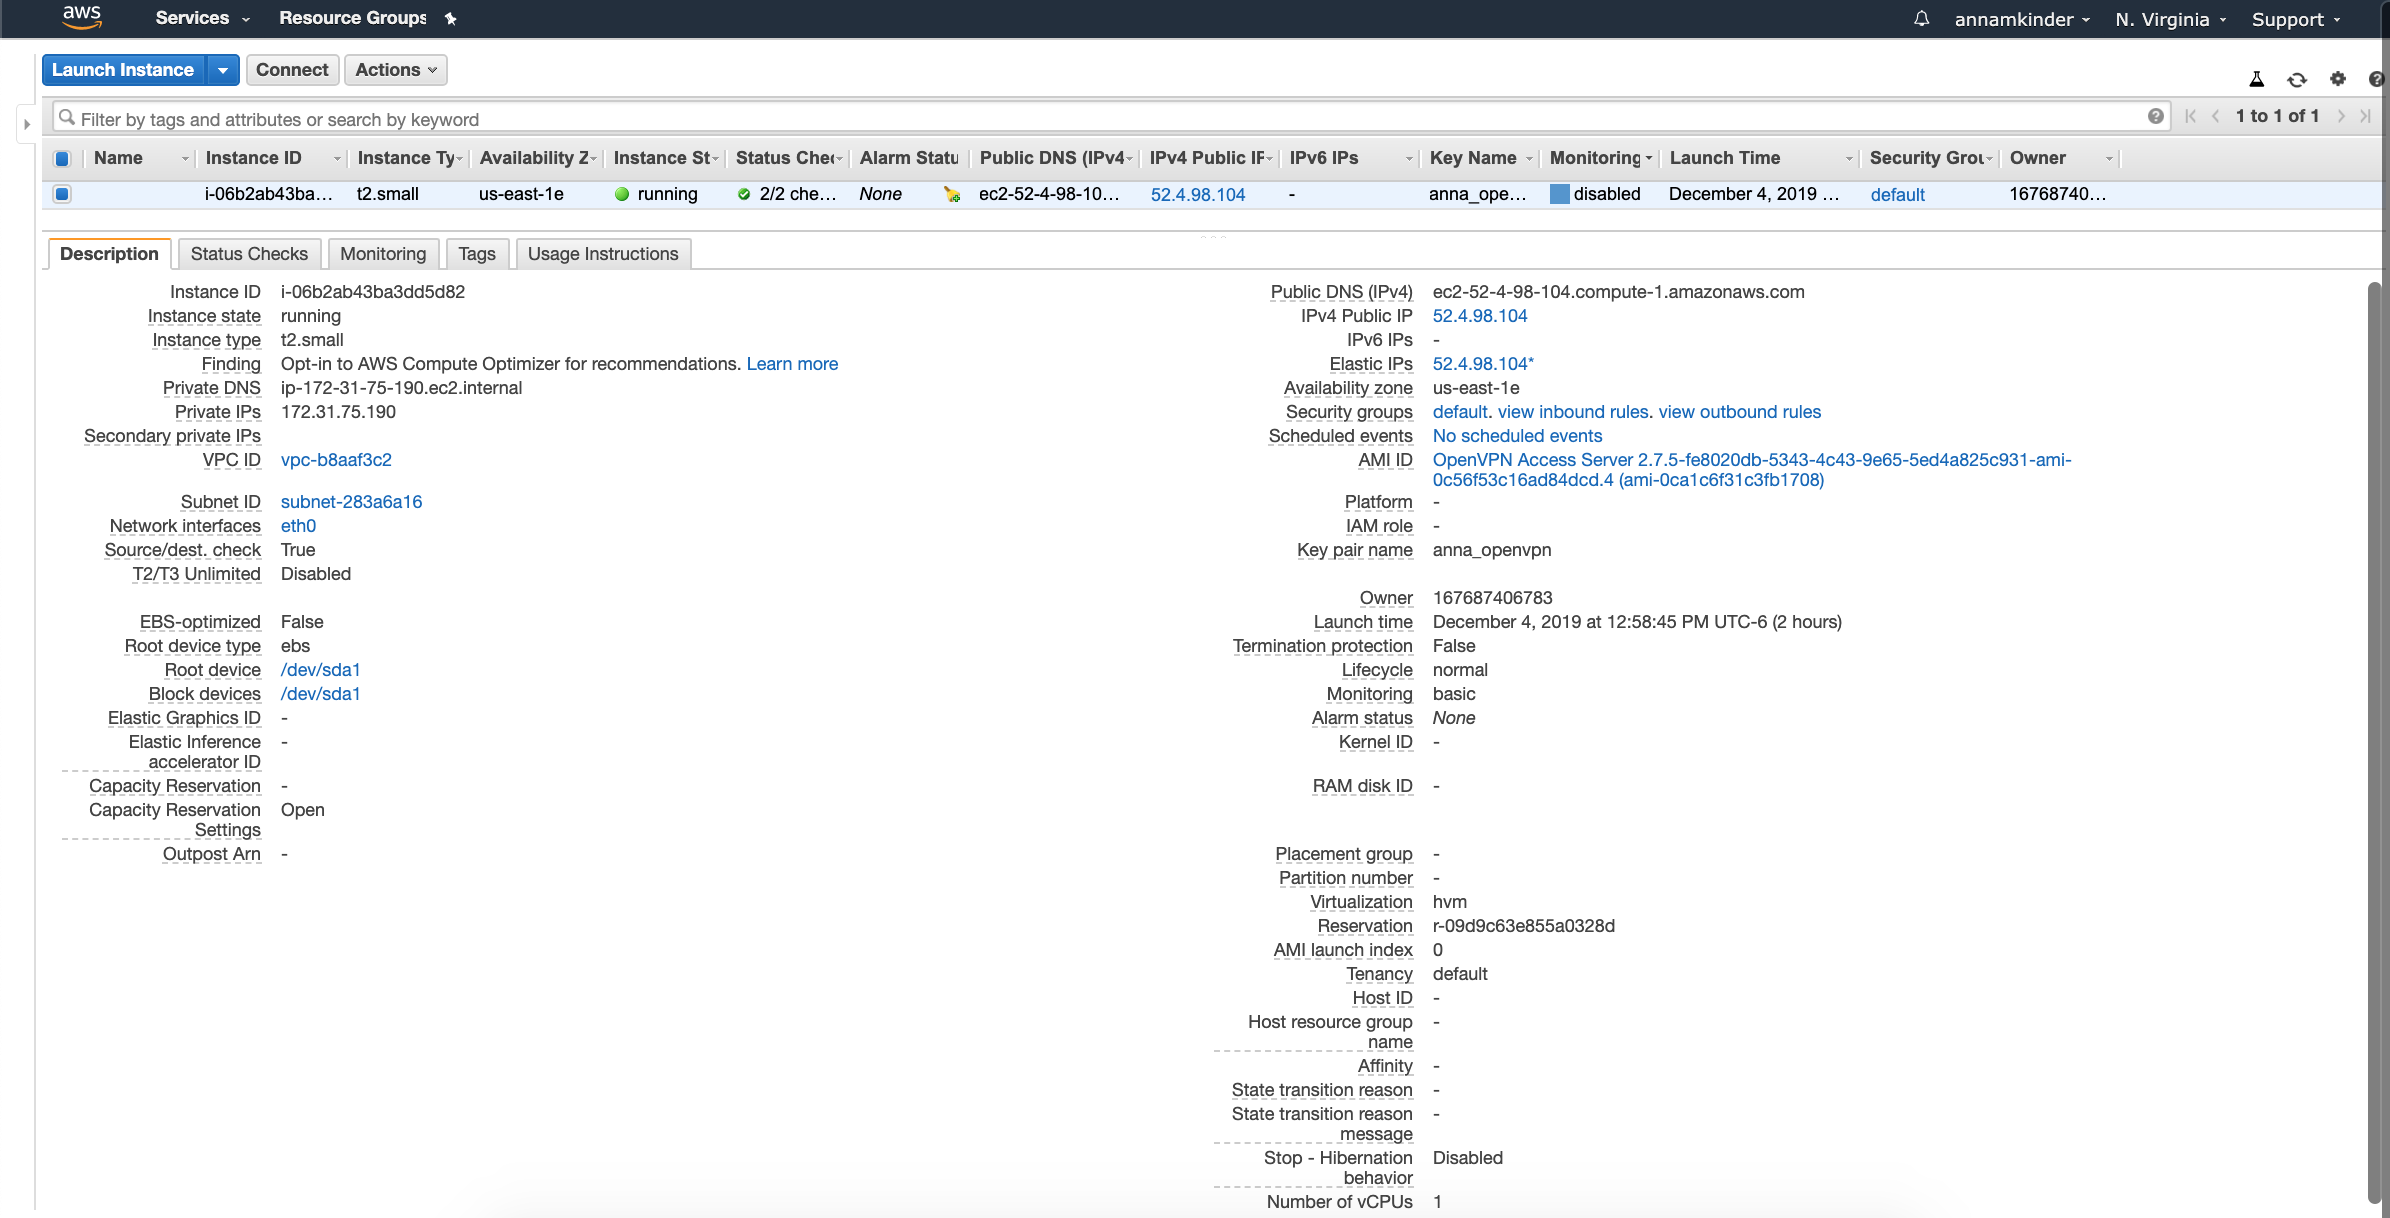 aws Services Resource Groups annamkinder N. Virginia Support
Launch Instance Connect Actions
Filter by tags and attributes or search by keyword 1 to 1 of 1
Name Instance ID Instance Ty Availability Z Instance St Status Chec Alarm Statu Public DNS (IPv4 IPv4 Public IP IPv6 IPs Key Name Monitoring Launch Time Security Grou Owner
i-06b2ab43ba... t2.small us-east-1e running 2/2 che... None ec2-52-4-98-10... 52.4.98.104 - anna_ope... disabled December 4, 2019 ... default 16768740...
Description Status Checks Monitoring Tags Usage Instructions
Instance ID i-06b2ab43ba3dd5d82
Instance state running
Instance type t2.small
Finding Opt-in to AWS Compute Optimizer for recommendations. Learn more
Private DNS ip-172-31-75-190.ec2.internal
Private IPs 172.31.75.190
Secondary private IPs
VPC ID vpc-b8aaf3c2
Subnet ID subnet-283a6a16
Network interfaces eth0
Source/dest. check True
T2/T3 Unlimited Disabled
EBS-optimized False
Root device type ebs
Root device /dev/sda1
Block devices /dev/sda1
Elastic Graphics ID -
Elastic Inference -
accelerator ID
Capacity Reservation -
Capacity Reservation Open
Settings
Outpost Arn -
Public DNS (IPv4) ec2-52-4-98-104.compute-1.amazonaws.com
IPv4 Public IP 52.4.98.104
IPv6 IPs -
Elastic IPs 52.4.98.104*
Availability zone us-east-1e
Security groups default. view inbound rules. view outbound rules
Scheduled events No scheduled events
AMI ID OpenVPN Access Server 2.7.5-fe8020db-5343-4c43-9e65-5ed4a825c931-ami-
0c56f53c16ad84dcd.4 (ami-0ca1c6f31c3fb1708)
Platform -
IAM role -
Key pair name anna_openvpn
Owner 167687406783
Launch time December 4, 2019 at 12:58:45 PM UTC-6 (2 hours)
Termination protection False
Lifecycle normal
Monitoring basic
Alarm status None
Kernel ID -
RAM disk ID -
Placement group -
Partition number -
Virtualization hvm
Reservation r-09d9c63e855a0328d
AMI launch index 0
Tenancy default
Host ID -
Host resource group -
name
Affinity -
State transition reason -
State transition reason -
message
Stop - Hibernation Disabled
behavior
Number of vCPUs 1